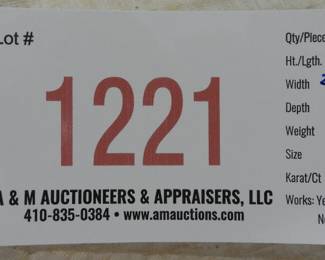 Lot #
1221
A & M AUCTIONEERS & APPRAISERS, LLC
410-835-0384 • www.amauctions.com
Qty/Piece
Ht./Lgth.
Width
Depth
Weight
Size
Karat/Ct
Works: Ye
N